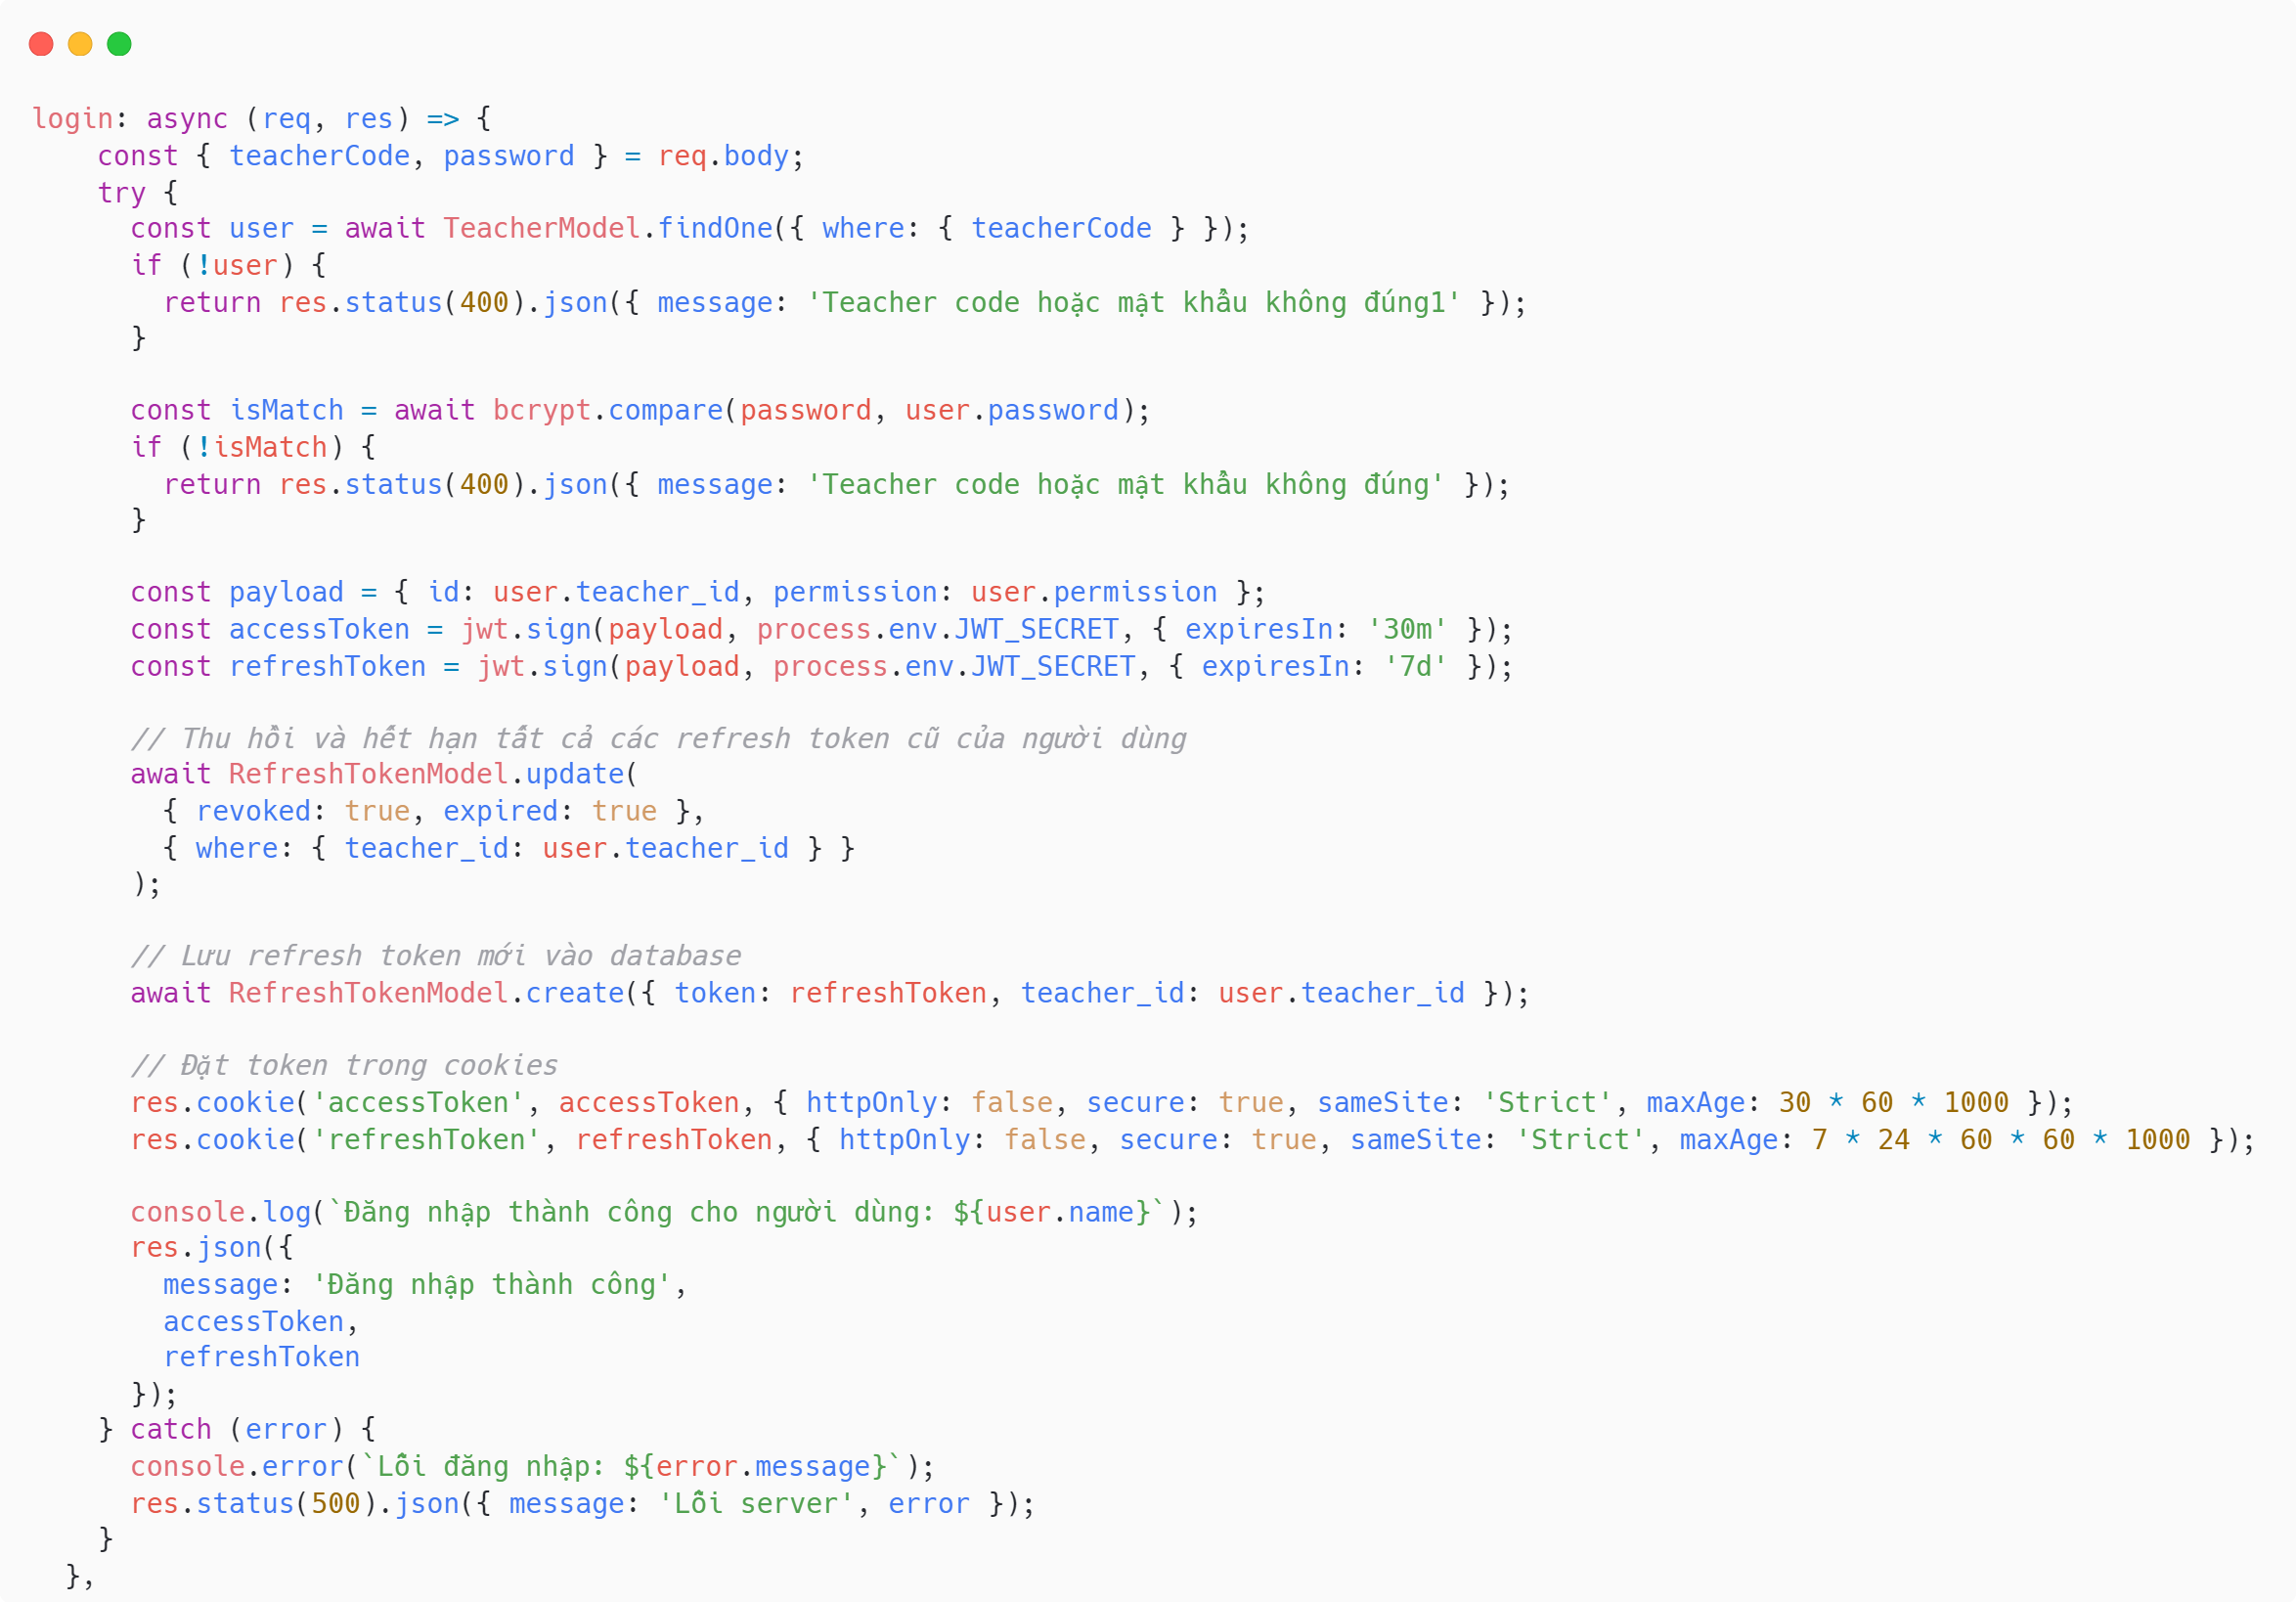 login: async (req, res) => {
    const { teacherCode, password } = req.body;
    try {
      const user = await TeacherModel.findOne({ where: { teacherCode } });
      if (!user) {
        return res.status(400).json({ message: 'Teacher code hoặc mật khẩu không đúng1' });
      }

      const isMatch = await bcrypt.compare(password, user.password);
      if (!isMatch) {
        return res.status(400).json({ message: 'Teacher code hoặc mật khẩu không đúng' });
      }

      const payload = { id: user.teacher_id, permission: user.permission };
      const accessToken = jwt.sign(payload, process.env.JWT_SECRET, { expiresIn: '30m' });
      const refreshToken = jwt.sign(payload, process.env.JWT_SECRET, { expiresIn: '7d' });

      // Thu hồi và hết hạn tất cả các refresh token cũ của người dùng
      await RefreshTokenModel.update(
        { revoked: true, expired: true },
        { where: { teacher_id: user.teacher_id } }
      );

      // Lưu refresh token mới vào database
      await RefreshTokenModel.create({ token: refreshToken, teacher_id: user.teacher_id });

      // Đặt token trong cookies
      res.cookie('accessToken', accessToken, { httpOnly: false, secure: true, sameSite: 'Strict', maxAge: 30 * 60 * 1000 });
      res.cookie('refreshToken', refreshToken, { httpOnly: false, secure: true, sameSite: 'Strict', maxAge: 7 * 24 * 60 * 60 * 1000 });

      console.log(`Đăng nhập thành công cho người dùng: ${user.name}`);
      res.json({
        message: 'Đăng nhập thành công',
        accessToken,
        refreshToken
      });
    } catch (error) {
      console.error(`Lỗi đăng nhập: ${error.message}`);
      res.status(500).json({ message: 'Lỗi server', error });
    }
  },